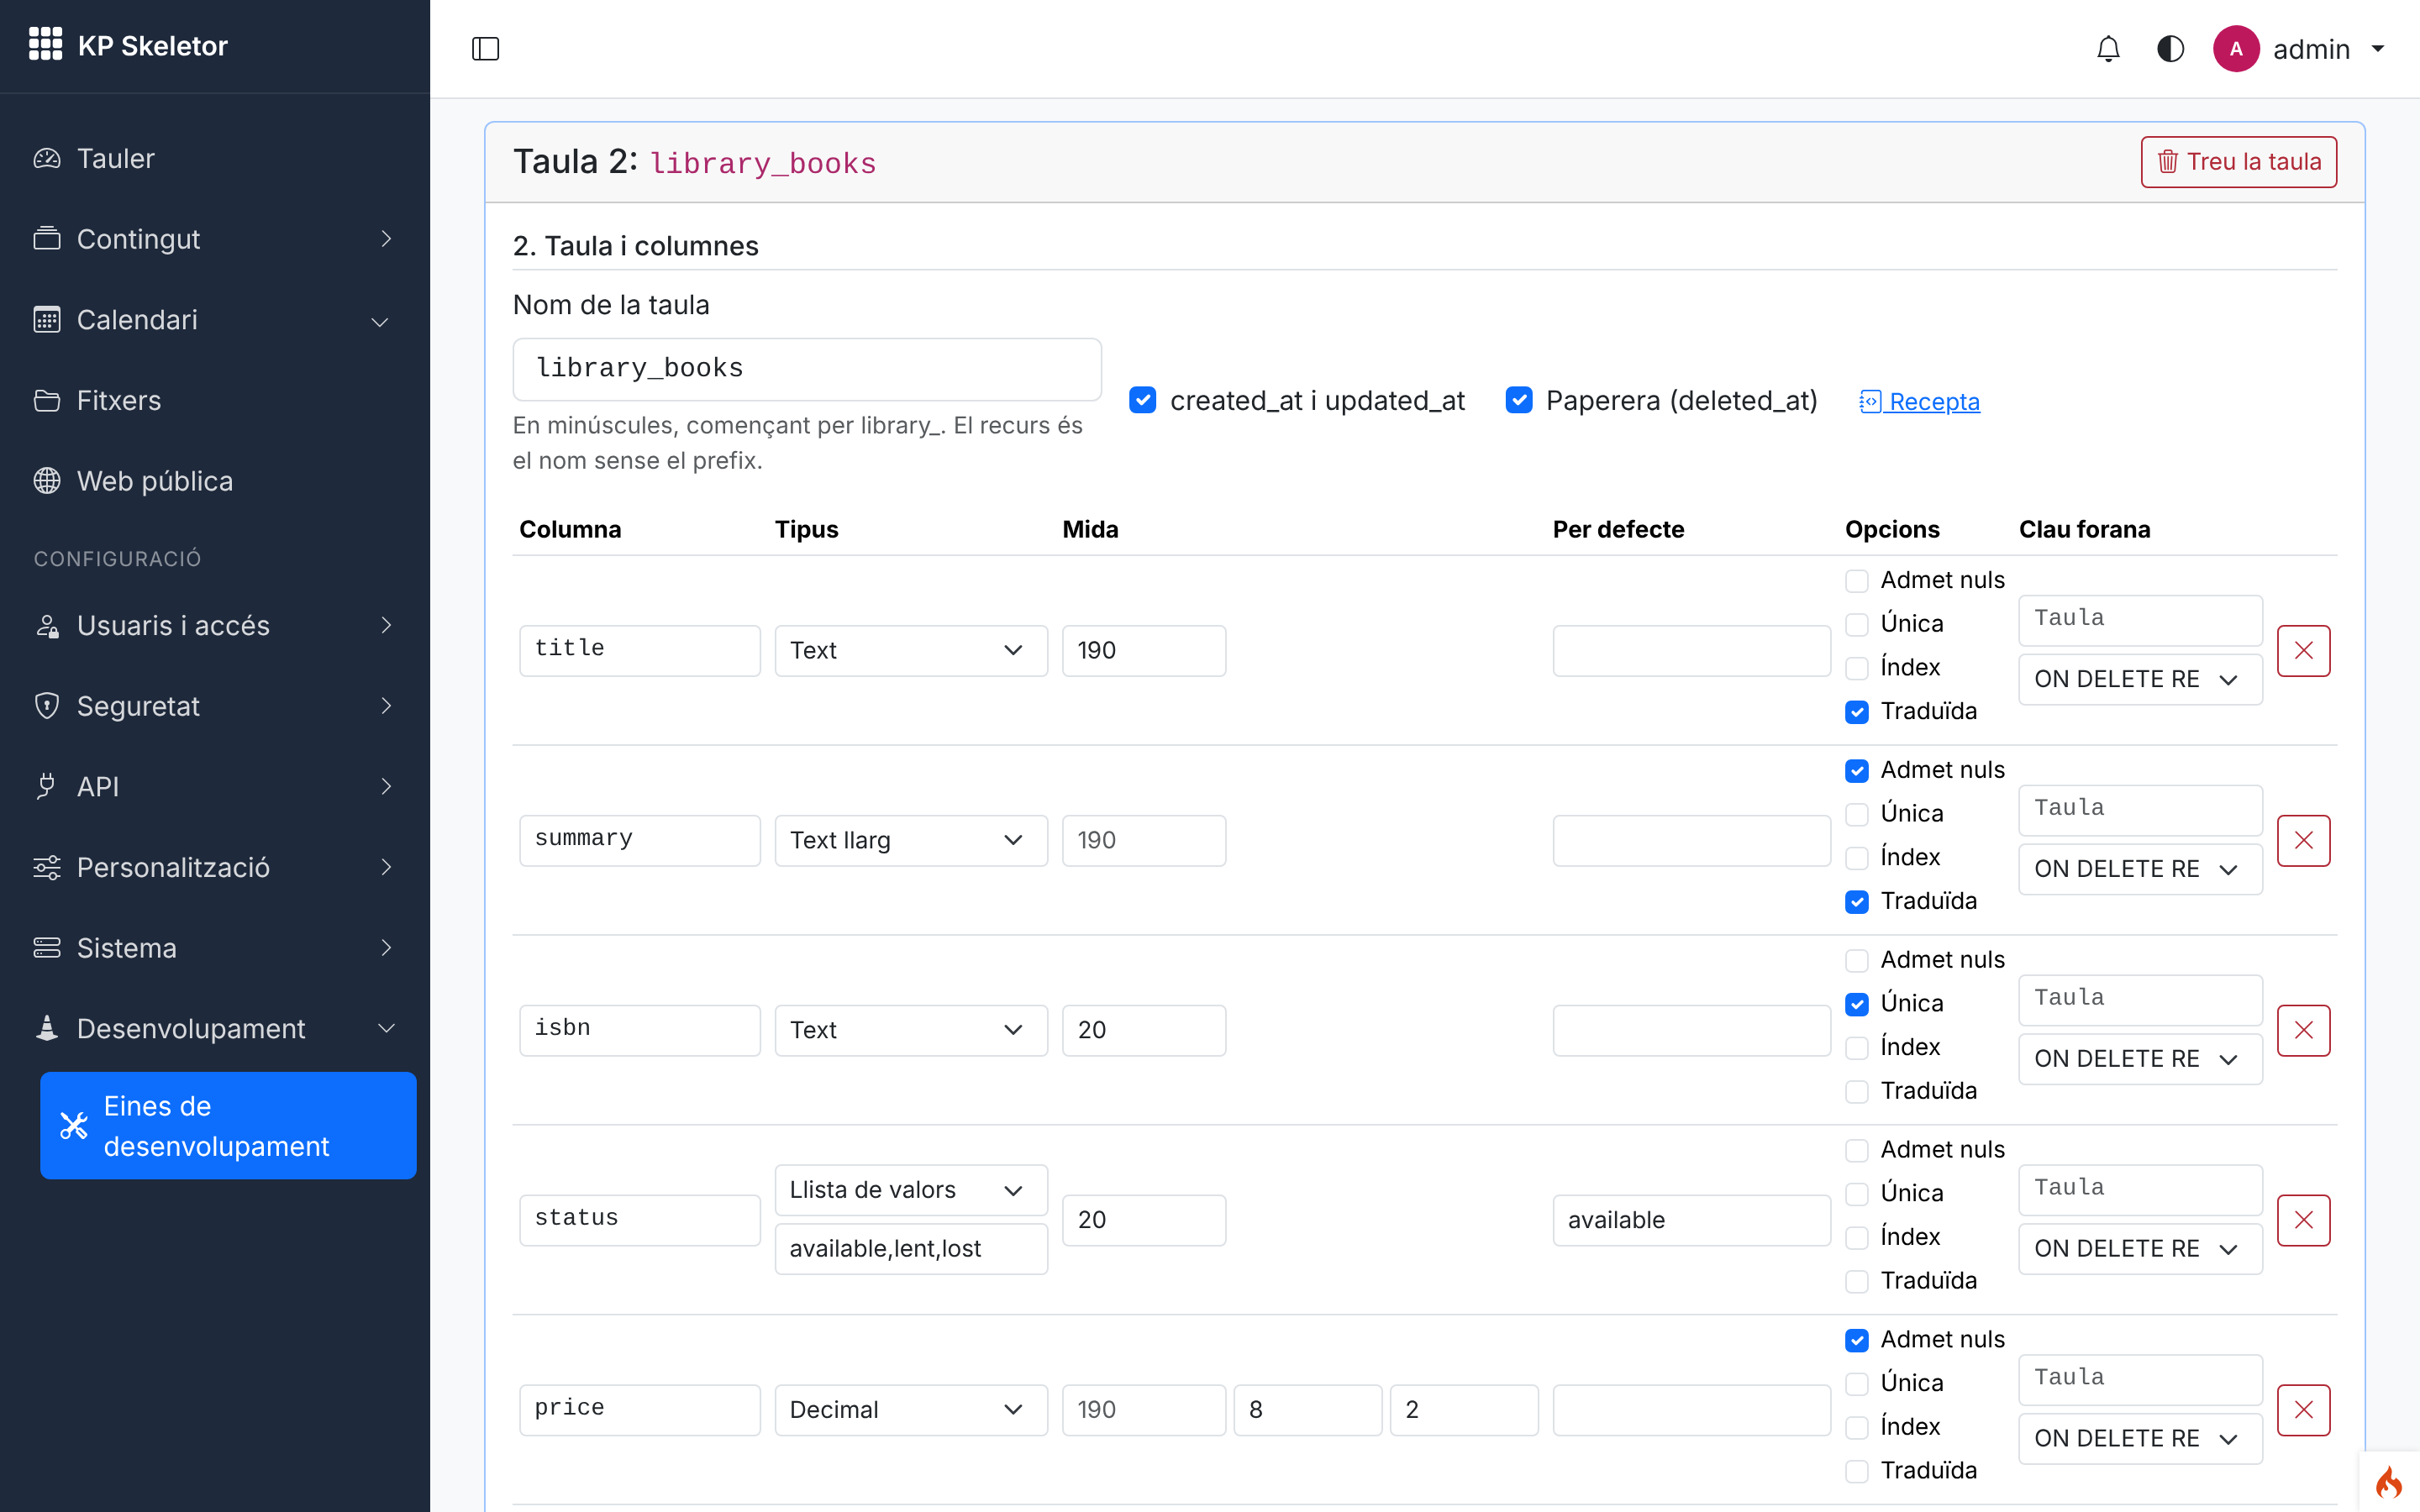 KP Skeletor
A admin
Tauler
Contingut
Calendari
Fitxers
Web pública
CONFIGURACIÓ
Usuaris i accés
Seguretat
API
Personalització
Sistema
Desenvolupament
Eines de
desenvolupament
Taula 2: library_books
Treu la taula
2. Taula i columnes
Nom de la taula
library_books
En minúscules, començant per library_. El recurs és
el nom sense el prefix.
created_at i updated_at
Paperera (deleted_at)
Recepta
Columna Tipus Mida Per defecte Opcions Clau forana
title Text 190
Admet nuls
Única
Índex
Traduïda
Taula
ON DELETE RE
summary Text llarg 190
Admet nuls
Única
Índex
Traduïda
Taula
ON DELETE RE
isbn Text 20
Admet nuls
Única
Índex
Traduïda
Taula
ON DELETE RE
status Llista de valors
available,lent,lost
20 available
Admet nuls
Única
Índex
Traduïda
Taula
ON DELETE RE
price Decimal 190 8 2
Admet nuls
Única
Índex
Traduïda
Taula
ON DELETE RE